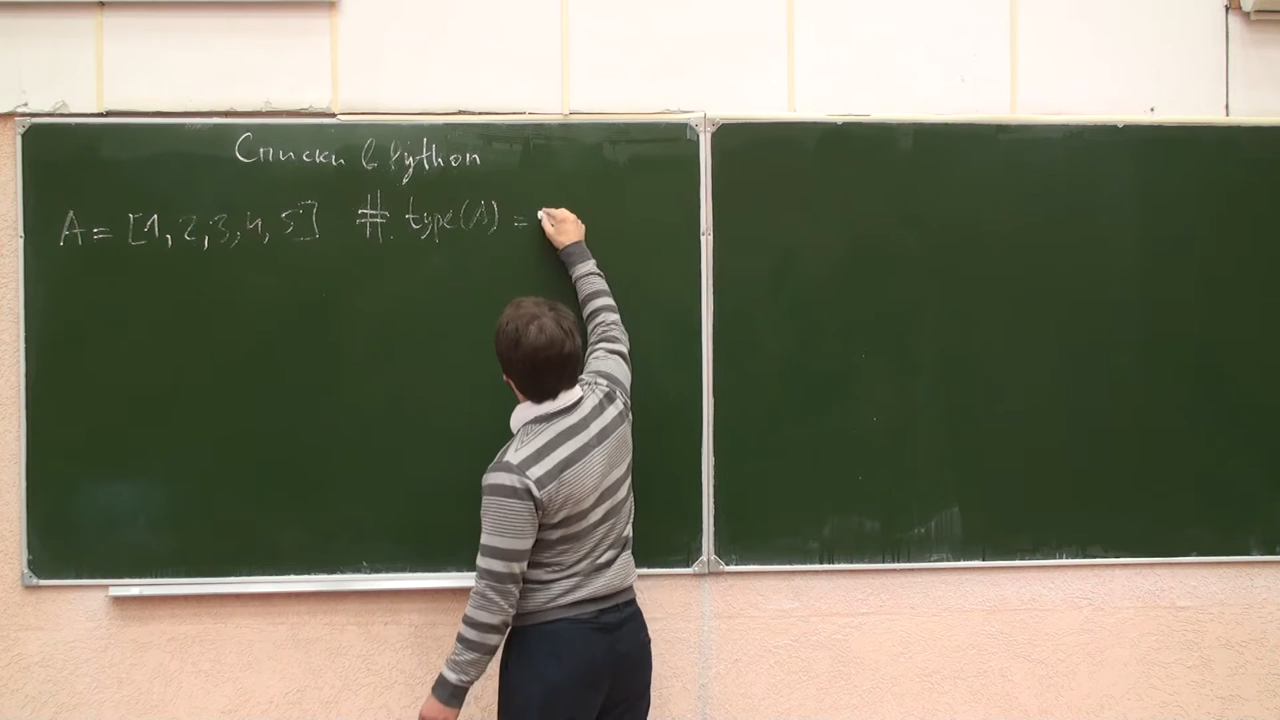 Списки в Python
A = [1, 2, 3, 4, 5] # type(A) =